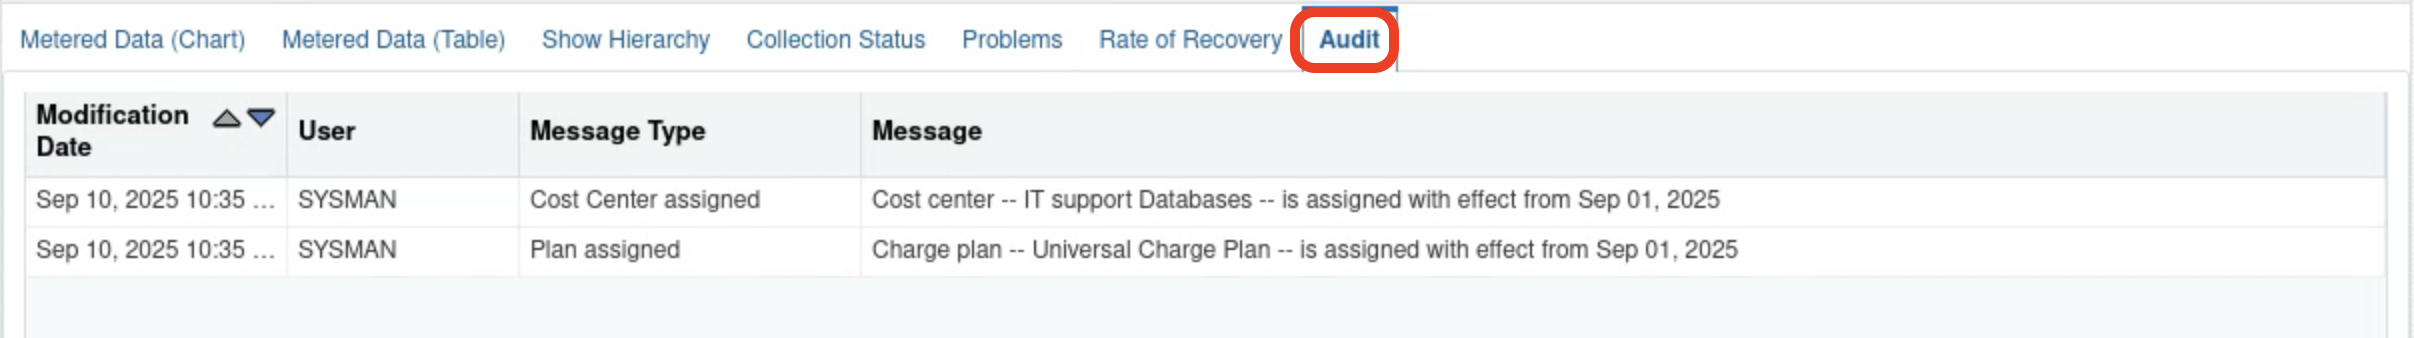 Metered Data (Chart) Metered Data (Table) Show Hierarchy Collection Status Problems Rate of Recovery Audit
Modification Date User Message Type Message
Sep 10, 2025 10:35 ... SYSMAN Cost Center assigned Cost center -- IT support Databases -- is assigned with effect from Sep 01, 2025
Sep 10, 2025 10:35 ... SYSMAN Plan assigned Charge plan -- Universal Charge Plan -- is assigned with effect from Sep 01, 2025